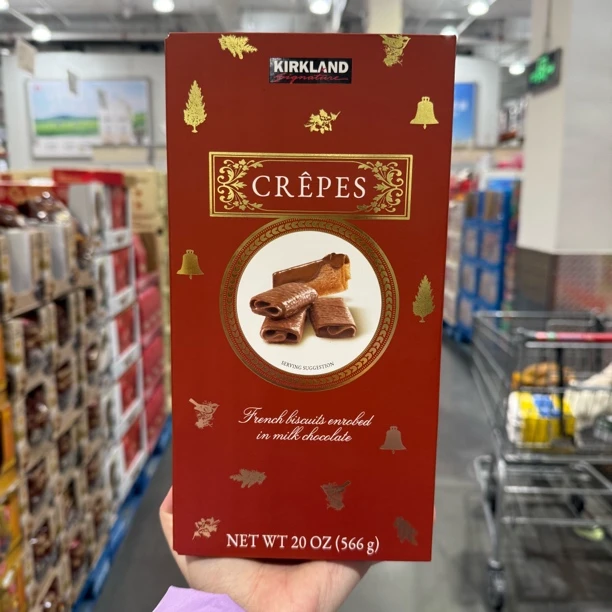 KIRKLAND
Signature
CRÊPES
SERVING SUGGESTION
French biscuits enrobed
in milk chocolate
NET WT 20 OZ (566 g)